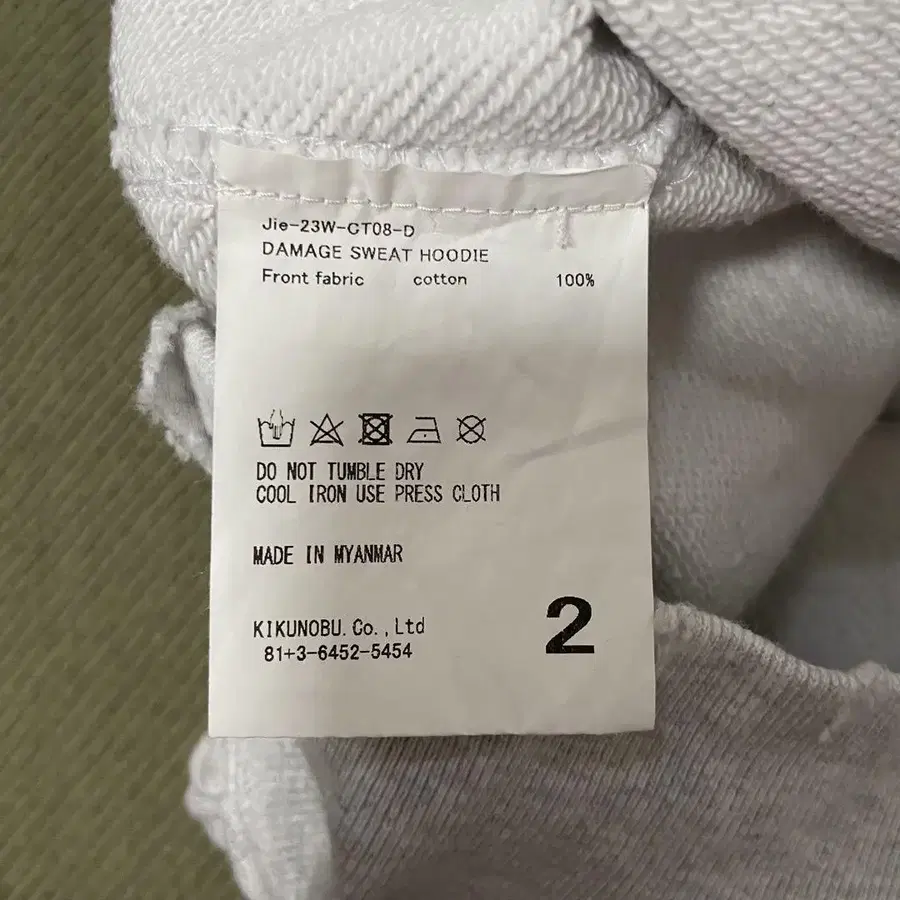 Jie-23W-CT08-D
DAMAGE SWEAT HOODIE
Front fabric cotton 100%
DO NOT TUMBLE DRY
COOL IRON USE PRESS CLOTH
MADE IN MYANMAR
KIKUNOBU. Co., Ltd
81+3-6452-5454
2